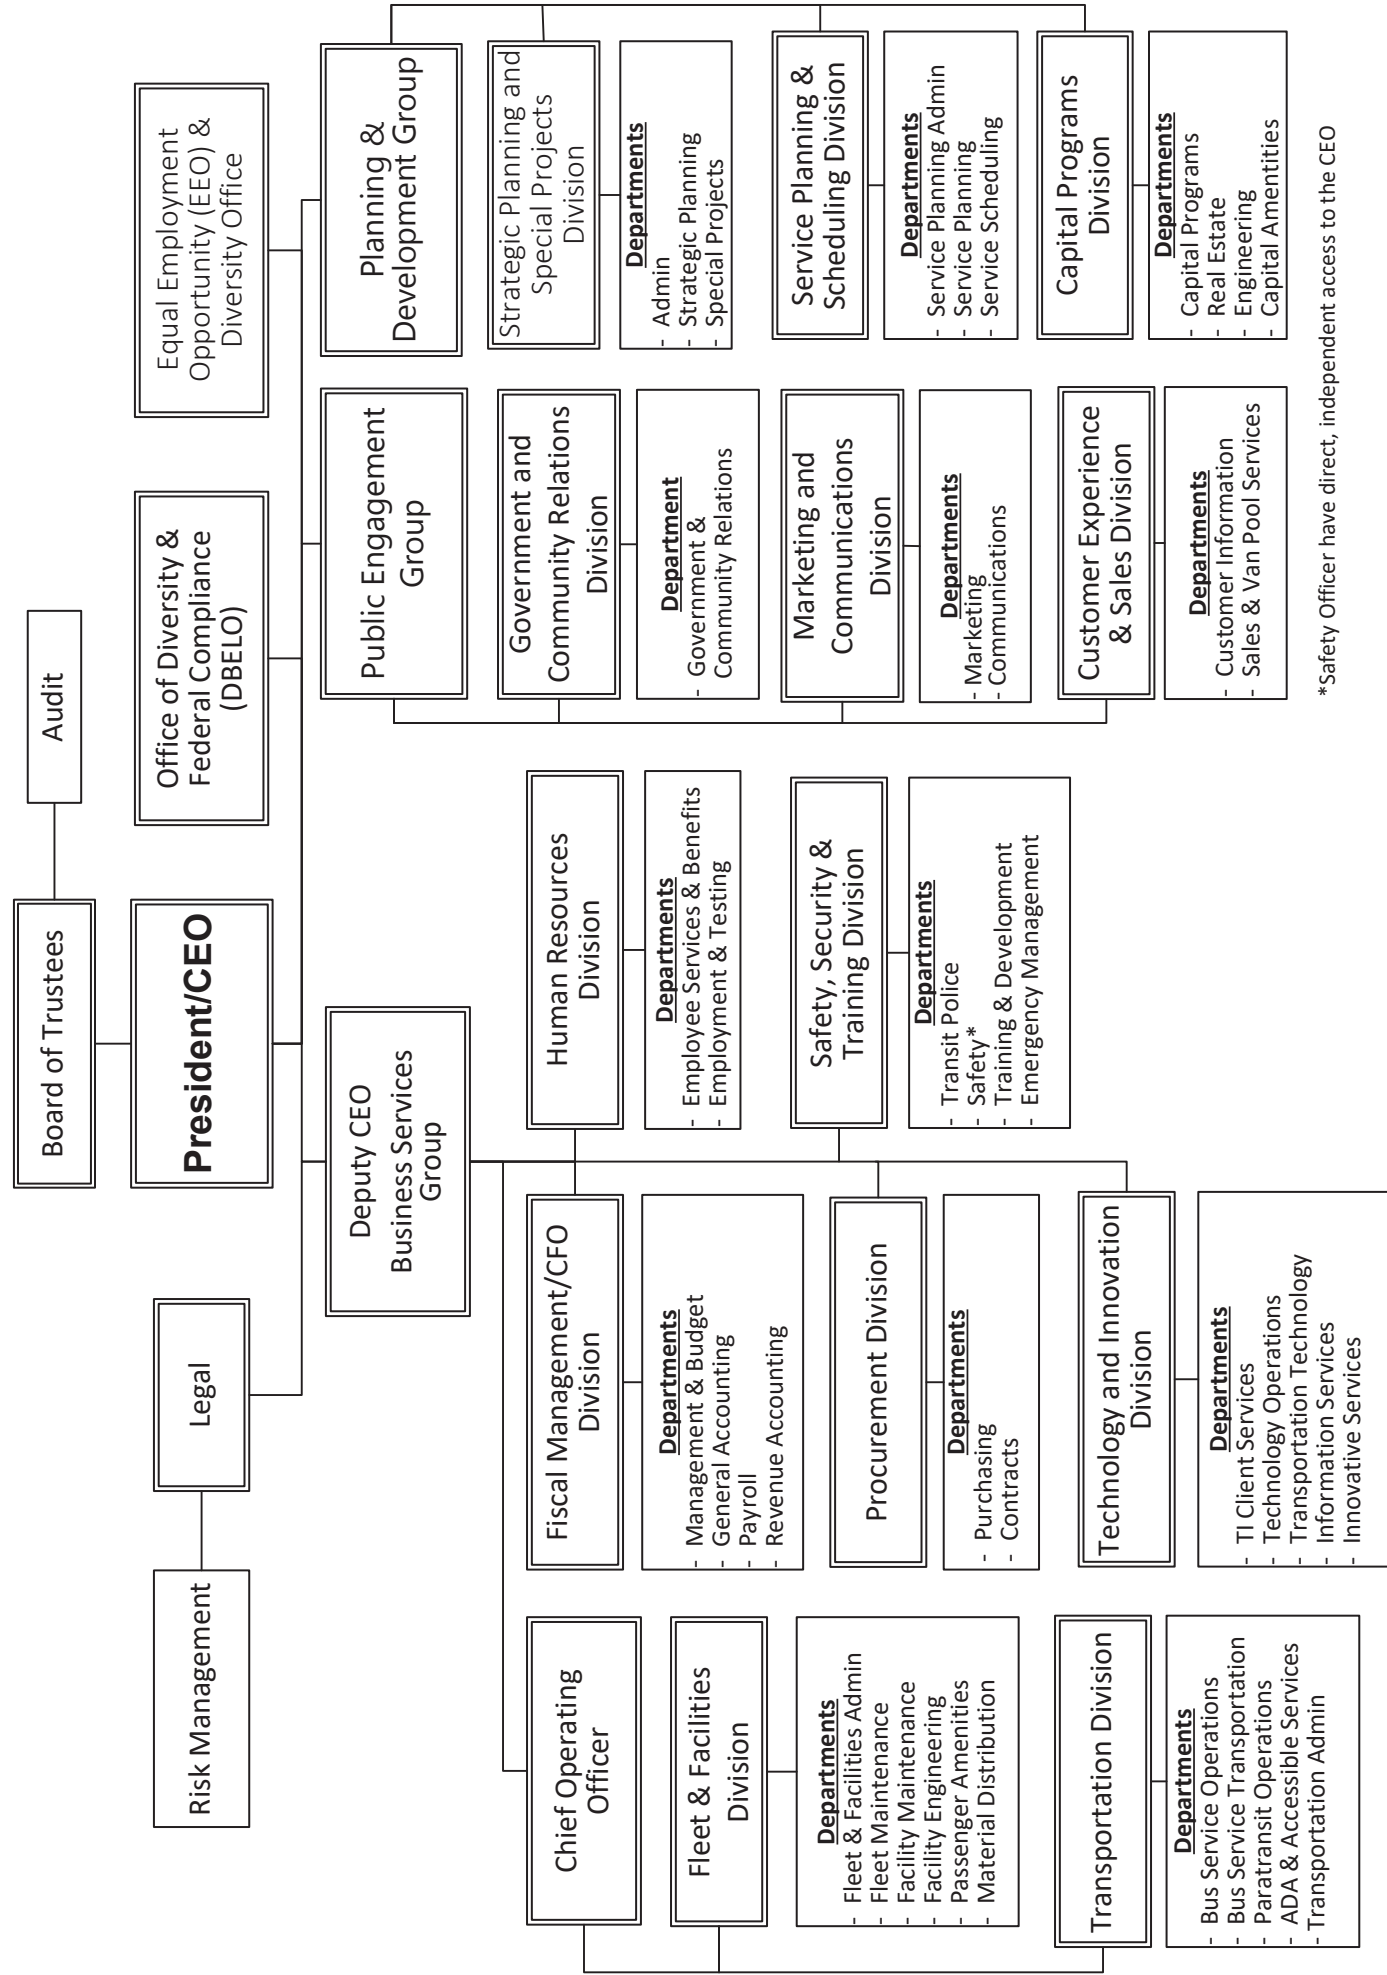 Board of Trustees
Audit
President/CEO
Risk Management
Legal
Office of Diversity &
Federal Compliance
(DBELO)
Equal Employment
Opportunity (EEO) &
Diversity Office
Deputy CEO
Business Services
Group
Public Engagement
Group
Planning &
Development Group
Chief Operating
Officer
Fleet & Facilities
Division
Departments
- Fleet & Facilities Admin
- Fleet Maintenance
- Facility Maintenance
- Facility Engineering
- Passenger Amenities
- Material Distribution
Transportation Division
Departments
- Bus Service Operations
- Bus Service Transportation
- Paratransit Operations
- ADA & Accessible Services
- Transportation Admin
Fiscal Management/CFO
Division
Departments
- Management & Budget
- General Accounting
- Payroll
- Revenue Accounting
Procurement Division
Departments
- Purchasing
- Contracts
Technology and Innovation
Division
Departments
- TI Client Services
- Technology Operations
- Transportation Technology
- Information Services
- Innovative Services
Human Resources
Division
Departments
- Employee Services & Benefits
- Employment & Testing
Safety, Security &
Training Division
Departments
- Transit Police
- Safety*
- Training & Development
- Emergency Management
Government and
Community Relations
Division
Department
- Government &
Community Relations
Marketing and
Communications
Division
Departments
- Marketing
- Communications
Customer Experience
& Sales Division
Departments
- Customer Information
- Sales & Van Pool Services
Strategic Planning and
Special Projects
Division
Departments
- Admin
- Strategic Planning
- Special Projects
Service Planning &
Scheduling Division
Departments
- Service Planning Admin
- Service Planning
- Service Scheduling
Capital Programs
Division
Departments
- Capital Programs
- Real Estate
- Engineering
- Capital Amentities
*Safety Officer have direct, independent access to the CEO